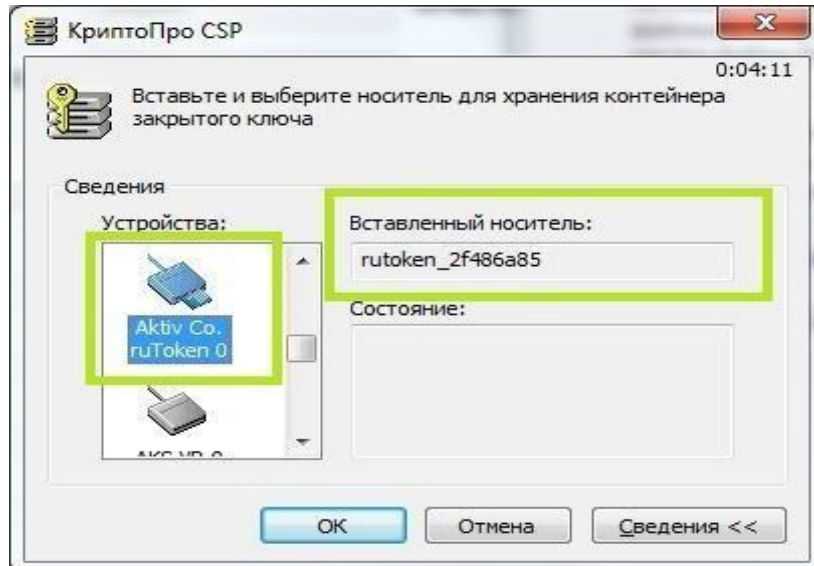 КриптоПро CSP
0:04:11
Вставьте и выберите носитель для хранения контейнера
закрытого ключа
Сведения
Устройства:
Вставленный носитель:
rutoken_2f486a85
Aktiv Co.
ruToken 0
Состояние:
ОК
Отмена
Сведения <<